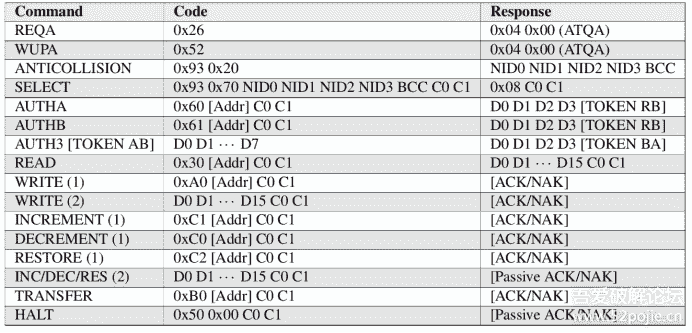 Command Code Response
REQA 0x26 0x04 0x00 (ATQA)
WUPA 0x52 0x04 0x00 (ATQA)
ANTICOLLISION 0x93 0x20 NID0 NID1 NID2 NID3 BCC
SELECT 0x93 0x70 NID0 NID1 NID2 NID3 BCC C0 C1 0x08 C0 C1
AUTHA 0x60 [Addr] C0 C1 D0 D1 D2 D3 [TOKEN RB]
AUTHB 0x61 [Addr] C0 C1 D0 D1 D2 D3 [TOKEN RB]
AUTH3 [TOKEN AB] D0 D1 ··· D7 D0 D1 D2 D3 [TOKEN BA]
READ 0x30 [Addr] C0 C1 D0 D1 ··· D15 C0 C1
WRITE (1) 0xA0 [Addr] C0 C1 [ACK/NAK]
WRITE (2) D0 D1 ··· D15 C0 C1 [ACK/NAK]
INCREMENT (1) 0xC1 [Addr] C0 C1 [ACK/NAK]
DECREMENT (1) 0xC0 [Addr] C0 C1 [ACK/NAK]
RESTORE (1) 0xC2 [Addr] C0 C1 [ACK/NAK]
INC/DEC/RES (2) D0 D1 ··· D15 C0 C1 [Passive ACK/NAK]
TRANSFER 0xB0 [Addr] C0 C1 [ACK/NAK]
HALT 0x50 0x00 C0 C1 [Passive ACK/NAK]
吾爱破解论坛
www.52pojie.cn